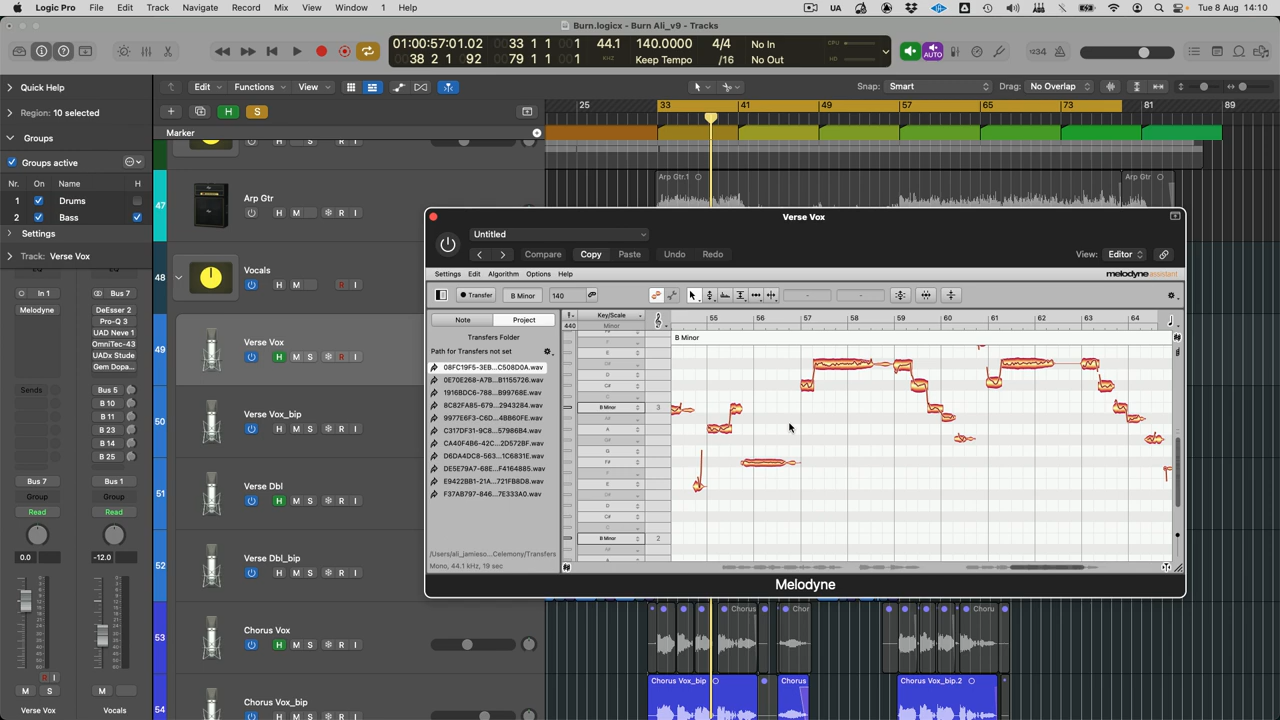 Logic Pro File Edit Track Navigate Record Mix View Window 1 Help UA Tue 8 Aug 14:10
Burn.logicx - Burn Ali_v9 - Tracks
01:00:57:01.02 33 1 1 1 44.1 140.0000 4/4 No In CPU
38 2 1 92 79 1 1 1 KHZ Keep Tempo /16 No Out
AUTO
1234
Quick Help
Region: 10 selected
Groups
Groups active
Nr. On Name H
1 Drums
2 Bass
Settings
Track: Verse Vox
In 1 Bus 7
Melodyne DeEsser 2
Pro-Q 3
UAD Neve 1
OmniTec-43
UADx Stude
Gem Dopa...
Sends Bus 5
B 10
B 11
B 23
B 14
B 25
Bus 7 Bus 1
Group Group
Read Read
0.0 -12.0
R I
M S M
Verse Vox Vocals
Edit Functions View
Snap: Smart Drag: No Overlap
H S
25 33 41 49 57 65 73 81 89
Marker
H M S R I
47 Arp Gtr
H M S R I
Arp Gtr.1 Arp Gtr
48 Vocals
H M S R I
49 Verse Vox
H M S R I
50 Verse Vox_bip
H M S R I
51 Verse Dbl
H M S R I
52 Verse Dbl_bip
H M S R I
53 Chorus Vox
H M S R I
54 Chorus Vox_bip
Chorus Chor Choru
Chorus Vox_bip Chorus Chorus Vox_bip.2
Verse Vox
Untitled
Compare Copy Paste Undo Redo View: Editor
Settings Edit Algorithm Options Help melodyne assistant
Transfer B Minor 140
Note Project
Transfers Folder
Path for Transfers not set
08FC19F5-3EB...C508D0A.wav
0E70E268-A7B...B1155726.wav
1916BDC6-788...B99768E.wav
8C82FA85-679...2943284.wav
9977E6F3-C6D...4BB60FE.wav
C317DF31-9C8...57986B4.wav
CA40F4B6-42C...2D572BF.wav
D6DA4DC8-563...1C6831E.wav
DE5E79A7-68E...F4164885.wav
E9422BB1-21A...721FB8D8.wav
F37AB797-846...7E333A0.wav
/Users/ali_jamieso...Celemony/Transfers
Mono, 44.1 kHz, 19 sec
Key/Scale
440 Minor
55 56 57 58 59 60 61 62 63 64
B Minor
F
E
D#
D
C#
C
B Minor 3
A#
A
G#
G
F#
F
E
D#
D
C#
C
B Minor 2
A#
A
Melodyne